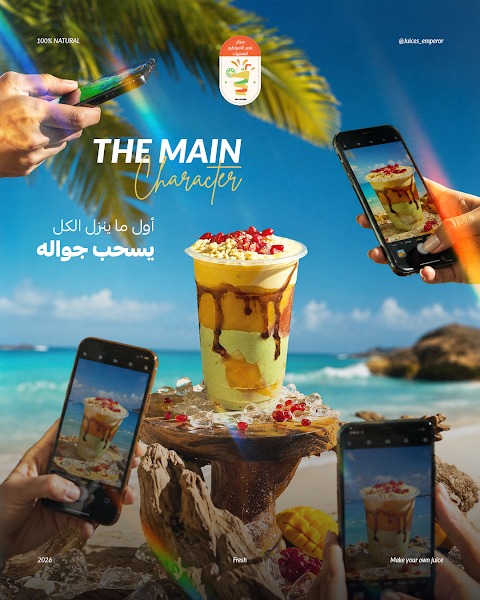 100% NATURAL
@Juices_emperor
THE MAIN
Character
أول ما ينزل الكل
يسحب جواله
2026
Fresh
Make your own juice